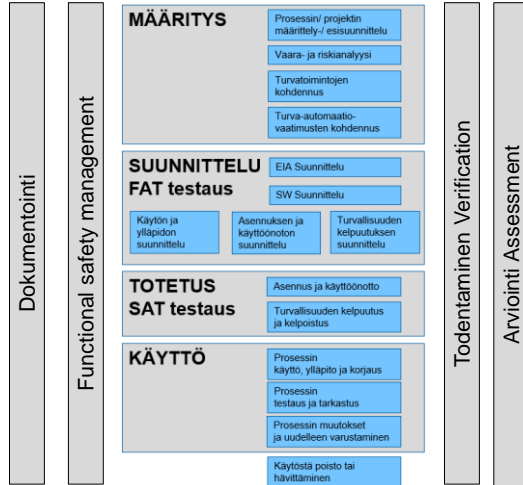 Dokumentointi
Functional safety management
MÄÄRITYS
Prosessin/ projektin
määrittely-/ esisuunnittelu
Vaara- ja riskianalyysi
Turvatoimintojen
kohdennus
Turva-automaatio-
vaatimusten kohdennus
SUUNNITTELU
FAT testaus
EIA Suunnittelu
SW Suunnittelu
Käytön ja
ylläpidon
suunnittelu
Asennuksen ja
käyttöönoton
suunnittelu
Turvallisuuden
kelpuutuksen
suunnittelu
TOTETUS
SAT testaus
Asennus ja käyttöönotto
Turvallisuuden kelpuutus
ja kelpoistus
KÄYTTÖ
Prosessin
käyttö, ylläpito ja korjaus
Prosessin
testaus ja tarkastus
Prosessin muutokset
ja uudelleen varustaminen
Käytöstä poisto tai
hävittäminen
Todentaminen Verification
Arviointi Assessment